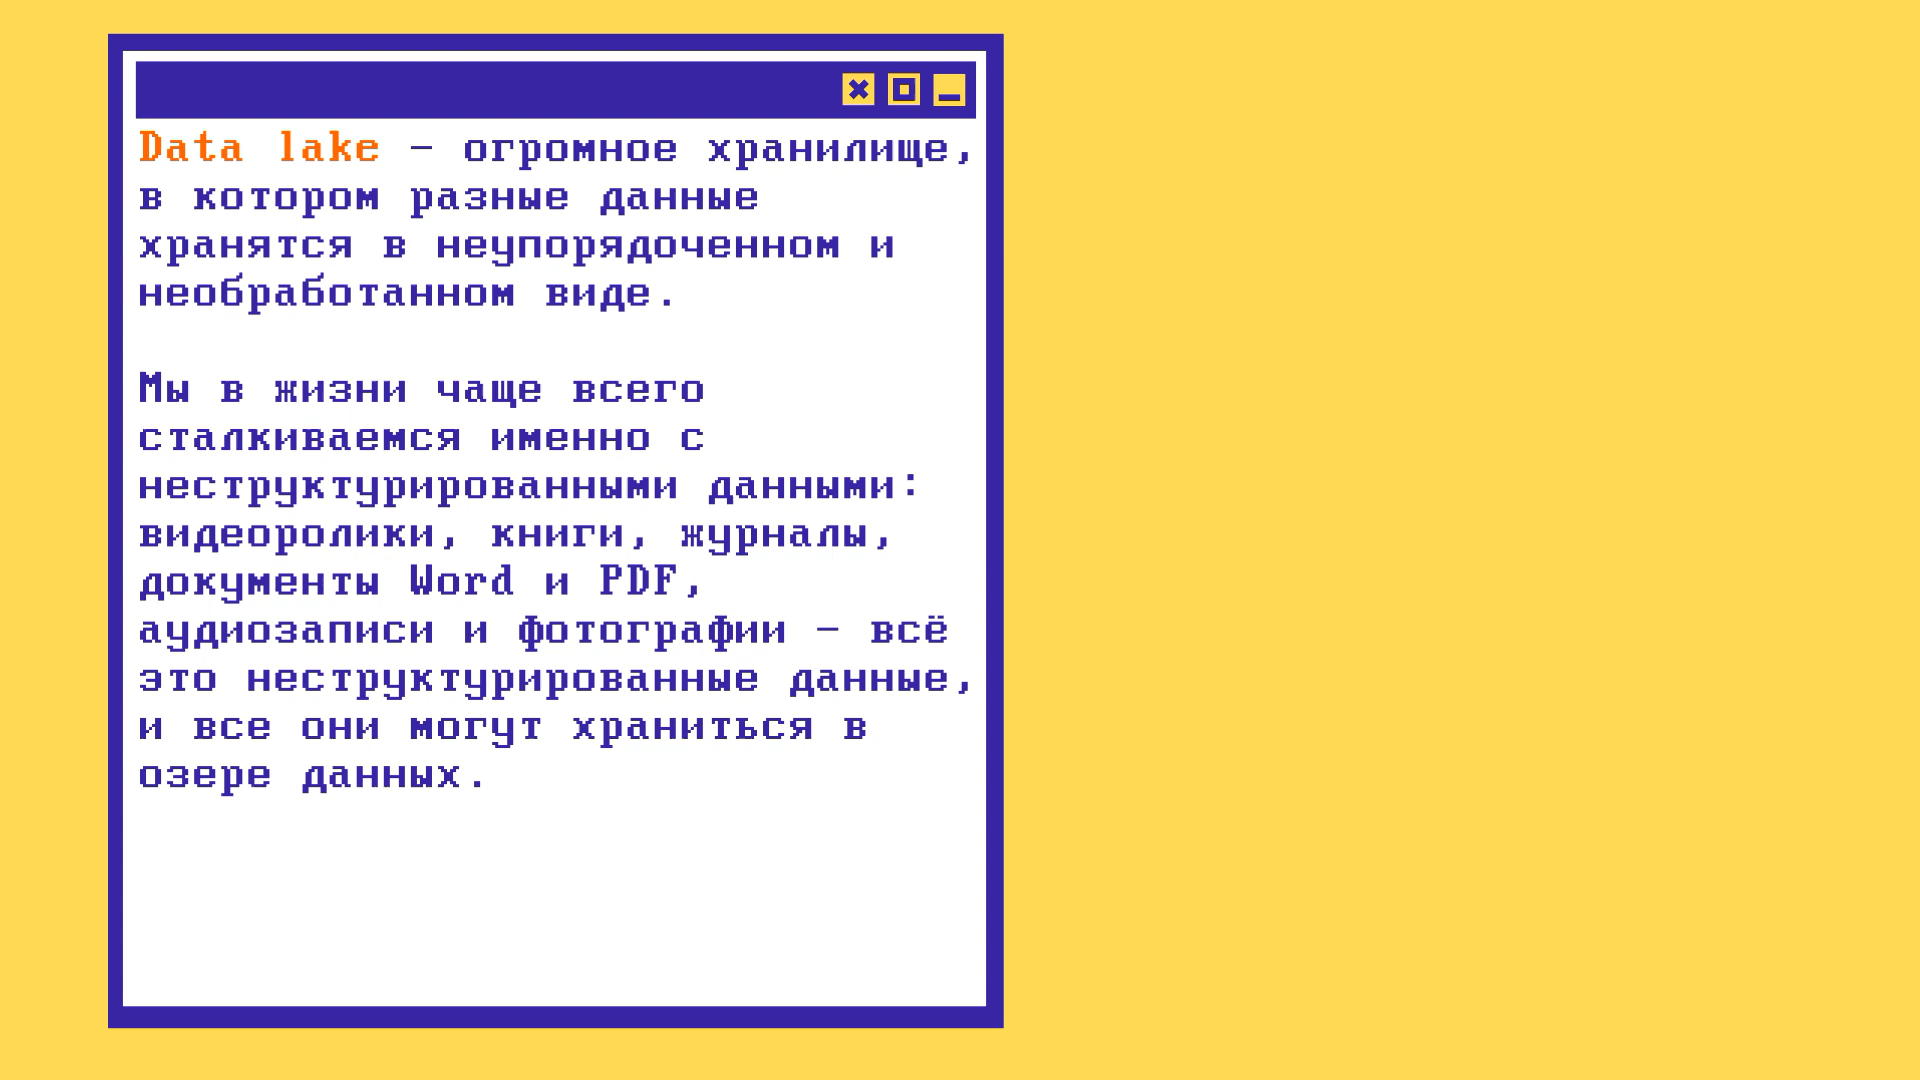 Data lake – огромное хранилище,
в котором разные данные
хранятся в неупорядоченном и
необработанном виде.
Мы в жизни чаще всего
сталкиваемся именно с
неструктурированными данными:
видеоролики, книги, журналы,
документы Word и PDF,
аудиозаписи и фотографии – всё
это неструктурированные данные,
и все они могут храниться в
озере данных.